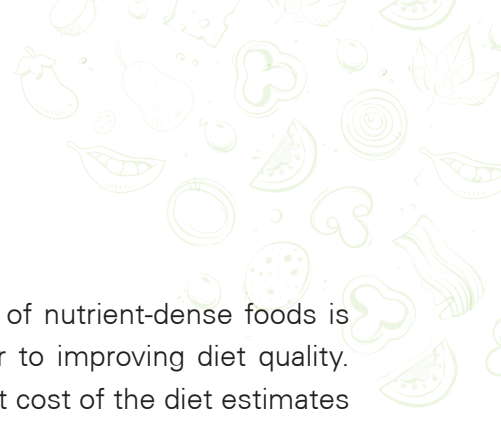 of nutrient-dense foods is
to improving diet quality.
cost of the diet estimates